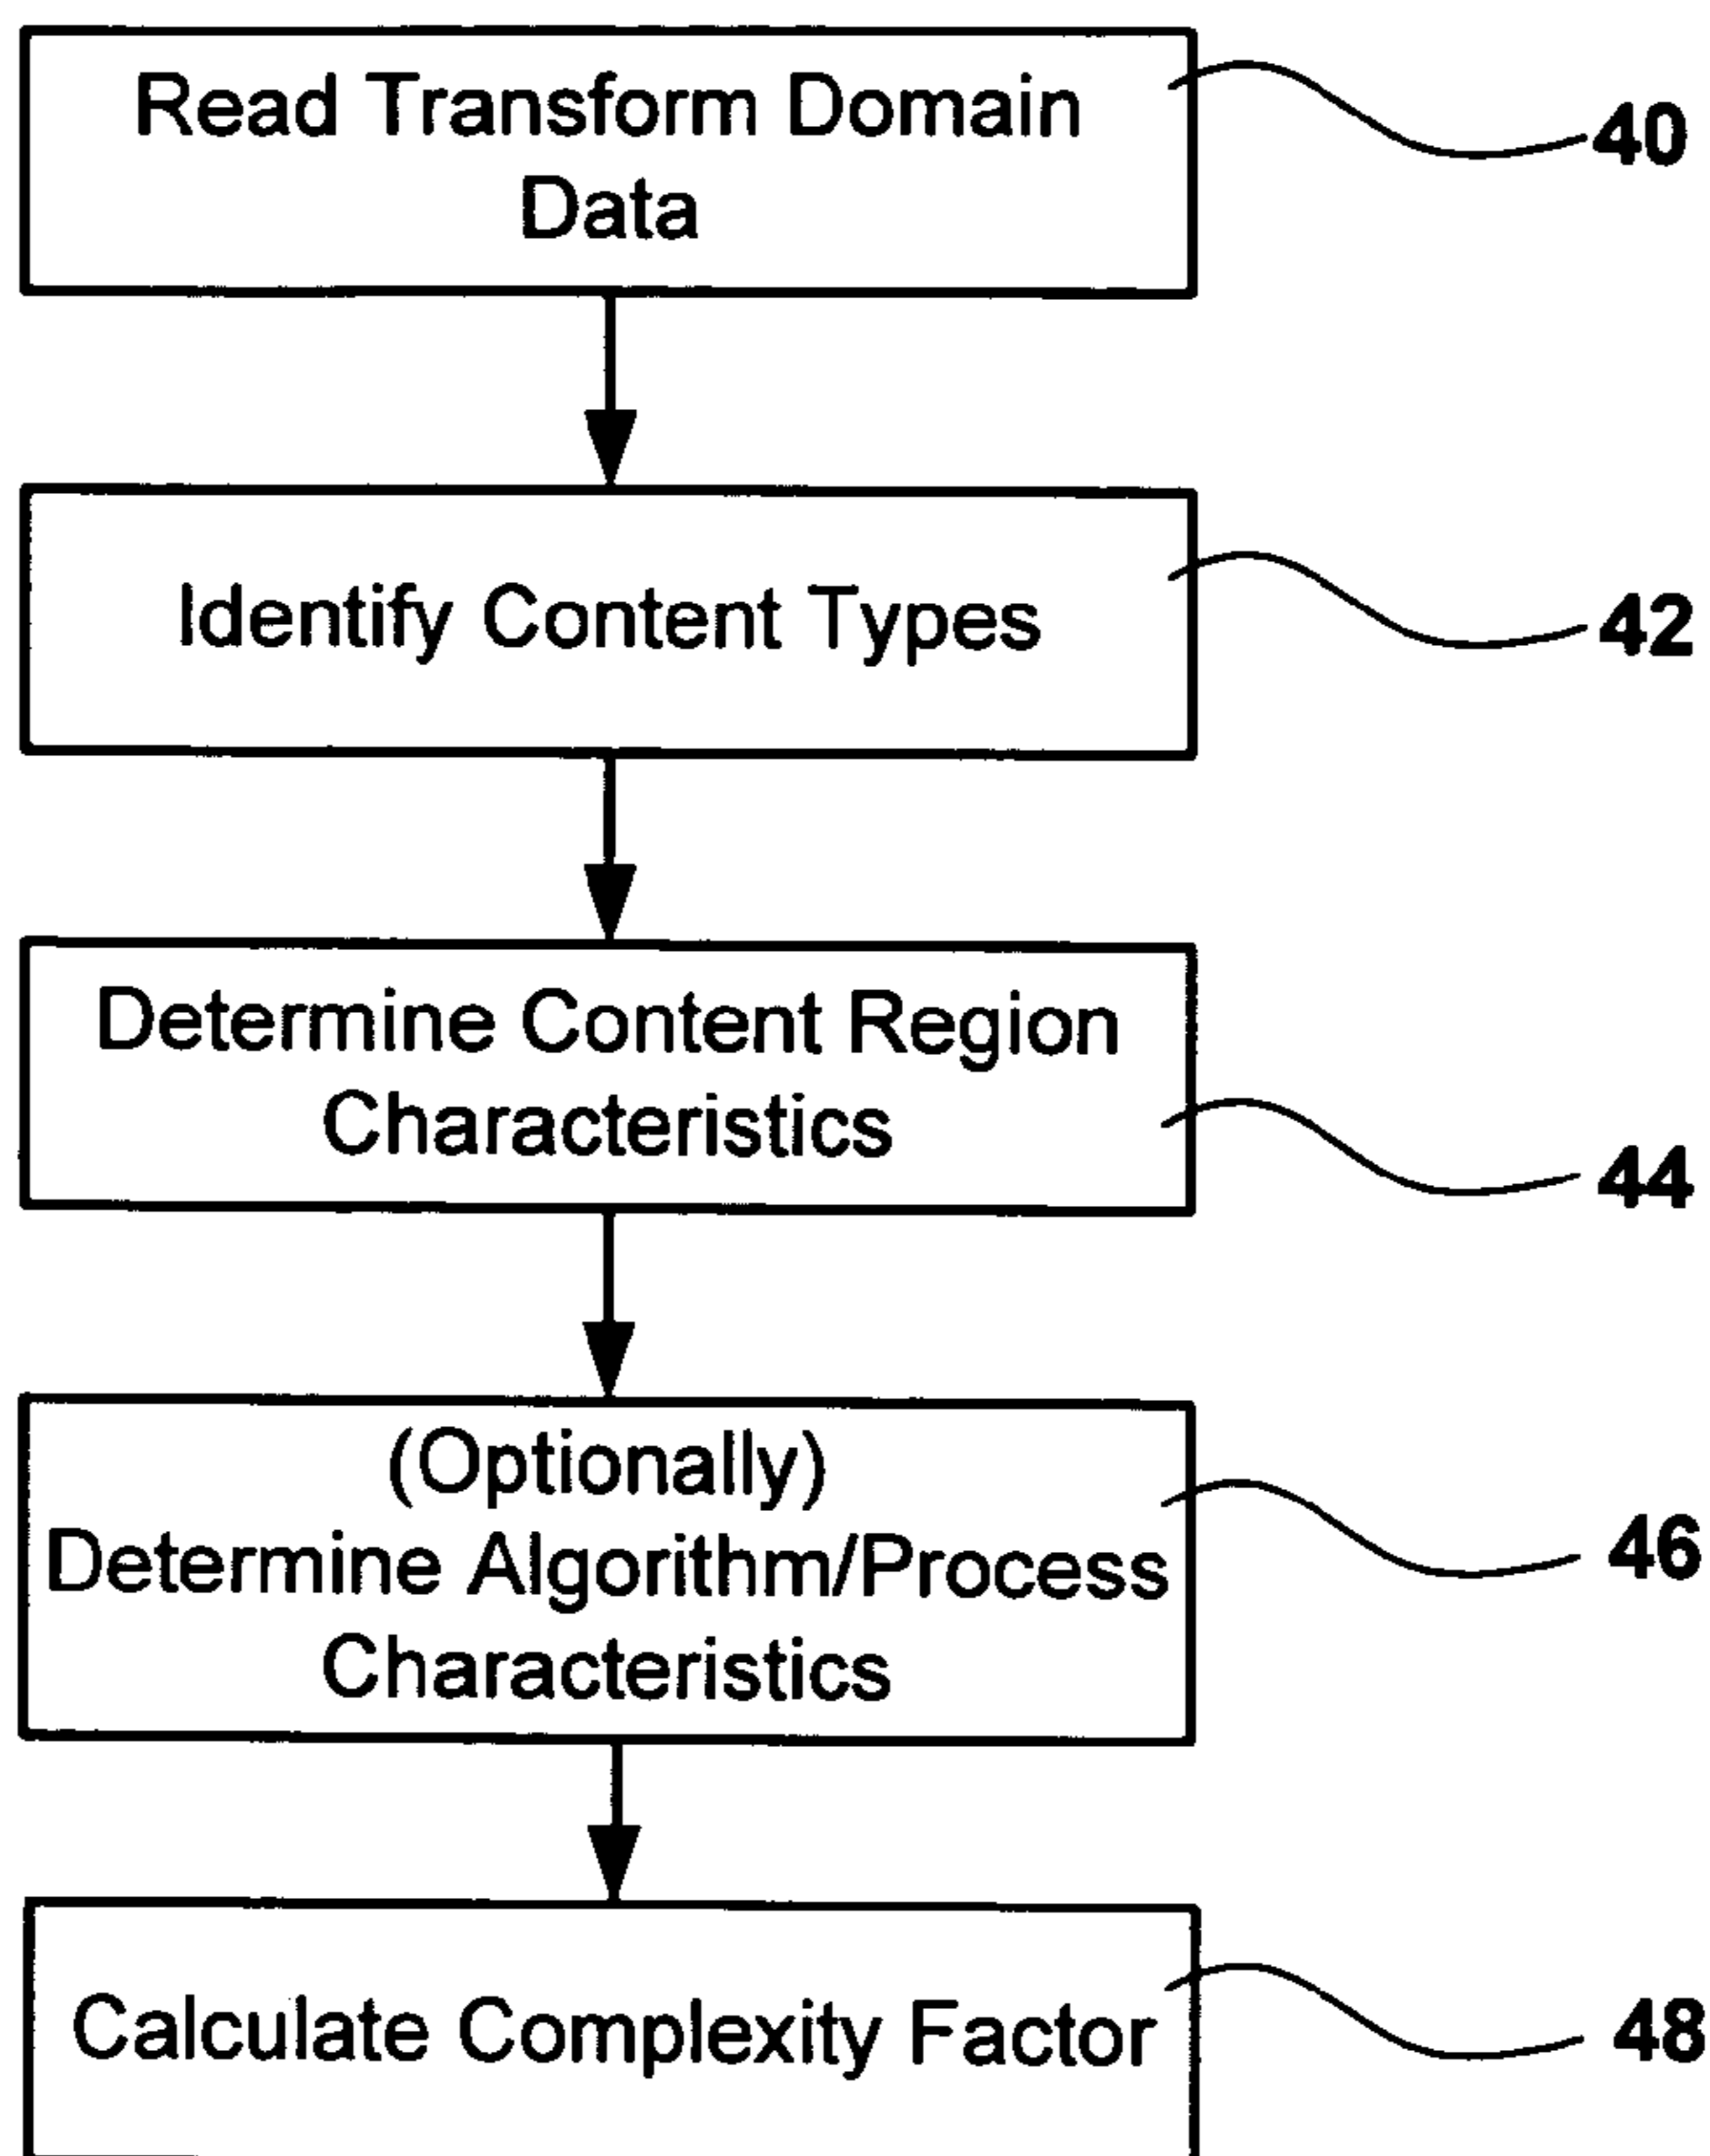 Read Transform Domain
Data
40
Identify Content Types
42
Determine Content Region
Characteristics
44
(Optionally)
Determine Algorithm/Process
Characteristics
46
Calculate Complexity Factor
48